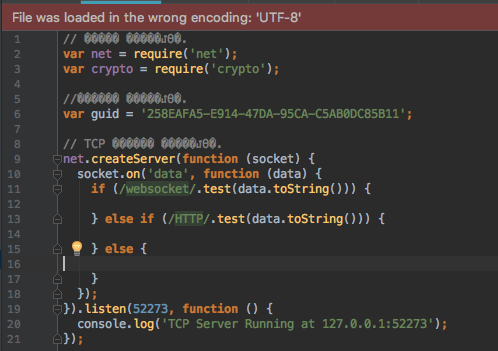 File was loaded in the wrong encoding: 'UTF-8'
1 //
2 var net = require('net');
3 var crypto = require('crypto');
4
5 //
6 var guid = '258EAFA5-E914-47DA-95CA-C5AB0DC85B11';
7
8 // TCP
9 net.createServer(function (socket) {
10 socket.on('data', function (data) {
11 if (/websocket/.test(data.toString())) {
12
13 } else if (/HTTP/.test(data.toString())) {
14
15 } else {
16
17 }
18 });
19 }).listen(52273, function () {
20 console.log('TCP Server Running at 127.0.0.1:52273');
21 });